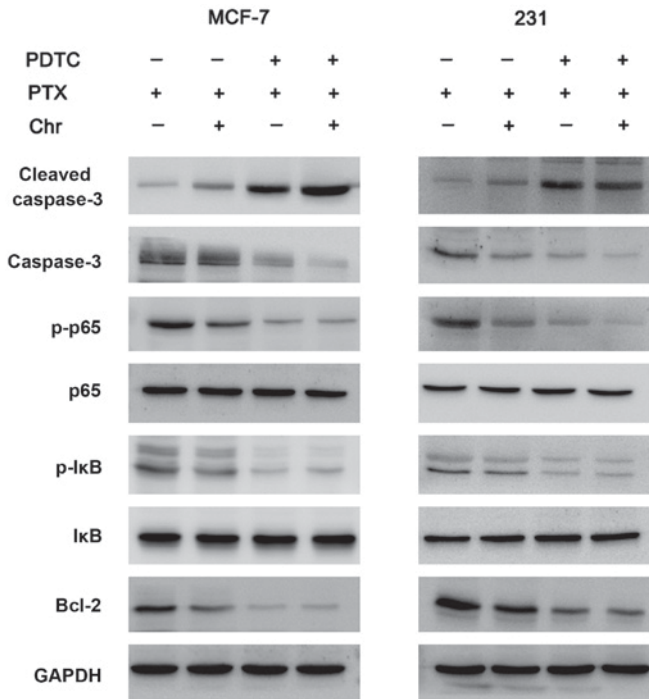 MCF-7 231
PDTC – – + + – – + +
PTX + + + + + + + +
Chr – + – + – + – +
Cleaved
caspase-3
Caspase-3
p-p65
p65
p-IκB
IκB
Bcl-2
GAPDH